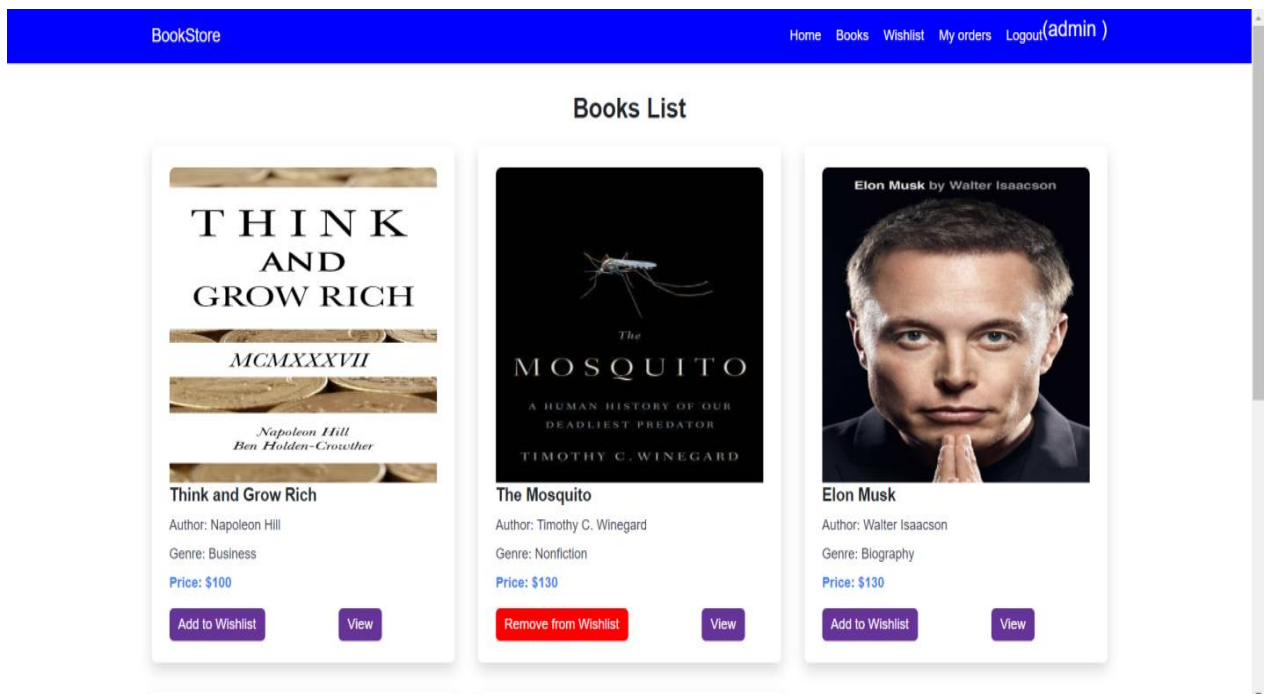 BookStore
Home Books Wishlist My orders Logout(admin )
Books List
THINK
AND
GROW RICH
MCMXXXVII
Napoleon Hill
Ben Holden-Crowther
Think and Grow Rich
Author: Napoleon Hill
Genre: Business
Price: $100
Add to Wishlist View
The
MOSQUITO
A HUMAN HISTORY OF OUR
DEADLIEST PREDATOR
TIMOTHY C. WINEGARD
The Mosquito
Author: Timothy C. Winegard
Genre: Nonfiction
Price: $130
Remove from Wishlist View
Elon Musk by Walter Isaacson
Elon Musk
Author: Walter Isaacson
Genre: Biography
Price: $130
Add to Wishlist View